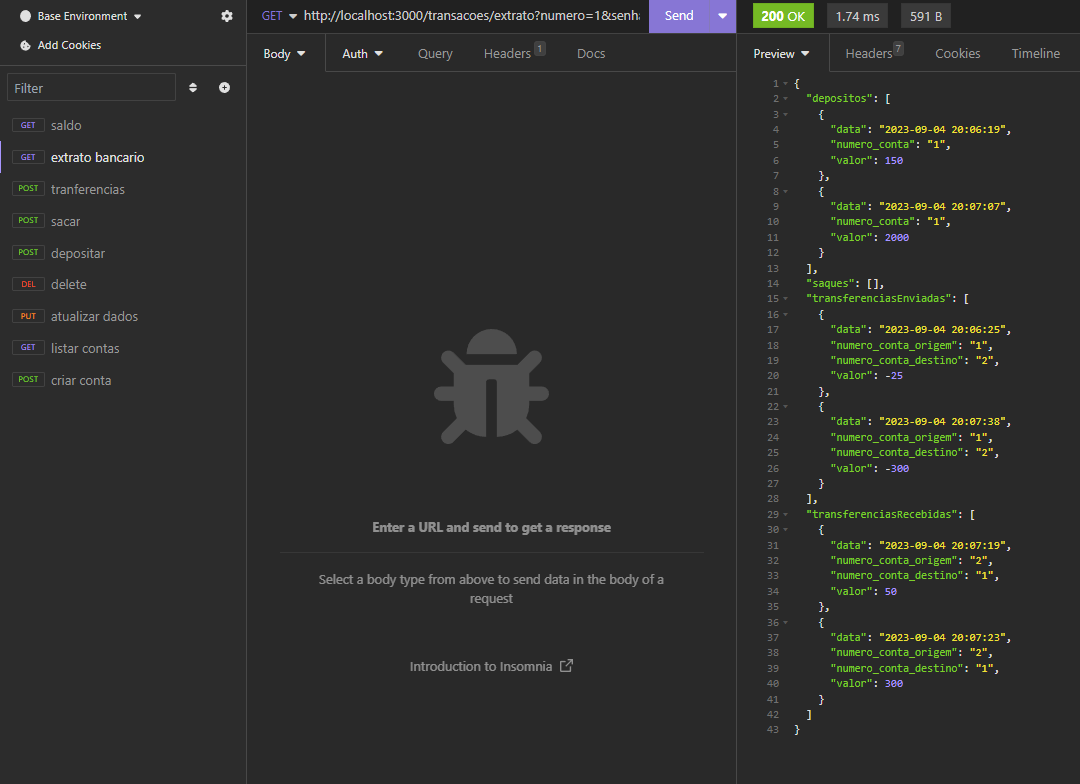 Base Environment
Add Cookies
Filter
GET saldo
GET extrato bancario
POST tranferencias
POST sacar
POST depositar
DEL delete
PUT atualizar dados
GET listar contas
POST criar conta
GET http://localhost:3000/transacoes/extrato?numero=1&senha
Send
Body Auth Query Headers 1 Docs
Enter a URL and send to get a response
Select a body type from above to send data in the body of a
request
Introduction to Insomnia
200 OK 1.74 ms 591 B
Preview Headers 7 Cookies Timeline
1 {
2 "depositos": [
3 {
4 "data": "2023-09-04 20:06:19",
5 "numero_conta": "1",
6 "valor": 150
7 },
8 {
9 "data": "2023-09-04 20:07:07",
10 "numero_conta": "1",
11 "valor": 2000
12 }
13 ],
14 "saques": [],
15 "transferenciasEnviadas": [
16 {
17 "data": "2023-09-04 20:06:25",
18 "numero_conta_origem": "1",
19 "numero_conta_destino": "2",
20 "valor": -25
21 },
22 {
23 "data": "2023-09-04 20:07:38",
24 "numero_conta_origem": "1",
25 "numero_conta_destino": "2",
26 "valor": -300
27 }
28 ],
29 "transferenciasRecebidas": [
30 {
31 "data": "2023-09-04 20:07:19",
32 "numero_conta_origem": "2",
33 "numero_conta_destino": "1",
34 "valor": 50
35 },
36 {
37 "data": "2023-09-04 20:07:23",
38 "numero_conta_origem": "2",
39 "numero_conta_destino": "1",
40 "valor": 300
41 }
42 ]
43 }